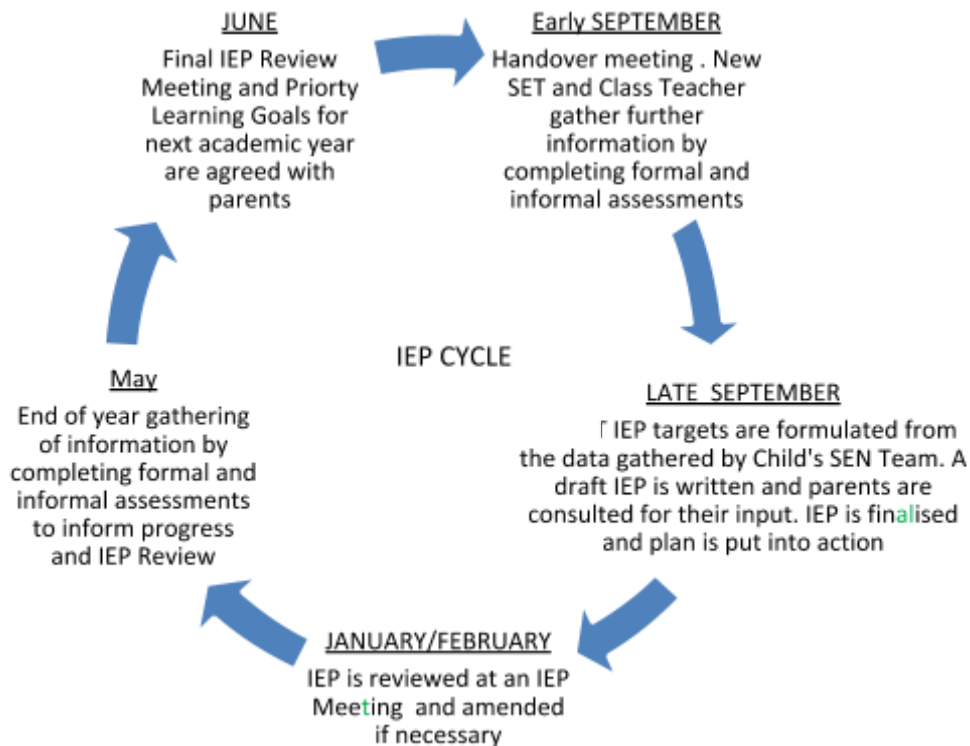 JUNE
Final IEP Review
Meeting and Priorty
Learning Goals for
next academic year
are agreed with
parents
Early SEPTEMBER
Handover meeting . New
SET and Class Teacher
gather further
information by
completing formal and
informal assessments
IEP CYCLE
LATE SEPTEMBER
IEP targets are formulated from
the data gathered by Child's SEN Team. A
draft IEP is written and parents are
consulted for their input. IEP is finalised
and plan is put into action
JANUARY/FEBRUARY
IEP is reviewed at an IEP
Meeting and amended
if necessary
May
End of year gathering
of information by
completing formal and
informal assessments
to inform progress
and IEP Review